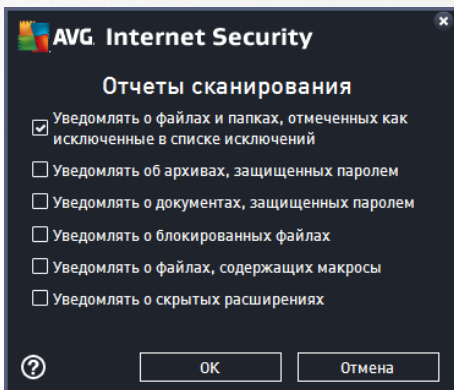 AVG Internet Security
Отчеты сканирования
Уведомлять о файлах и папках, отмеченных как
исключенные в списке исключений
Уведомлять об архивах, защищенных паролем
Уведомлять о документах, защищенных паролем
Уведомлять о блокированных файлах
Уведомлять о файлах, содержащих макросы
Уведомлять о скрытых расширениях
? ОК Отмена